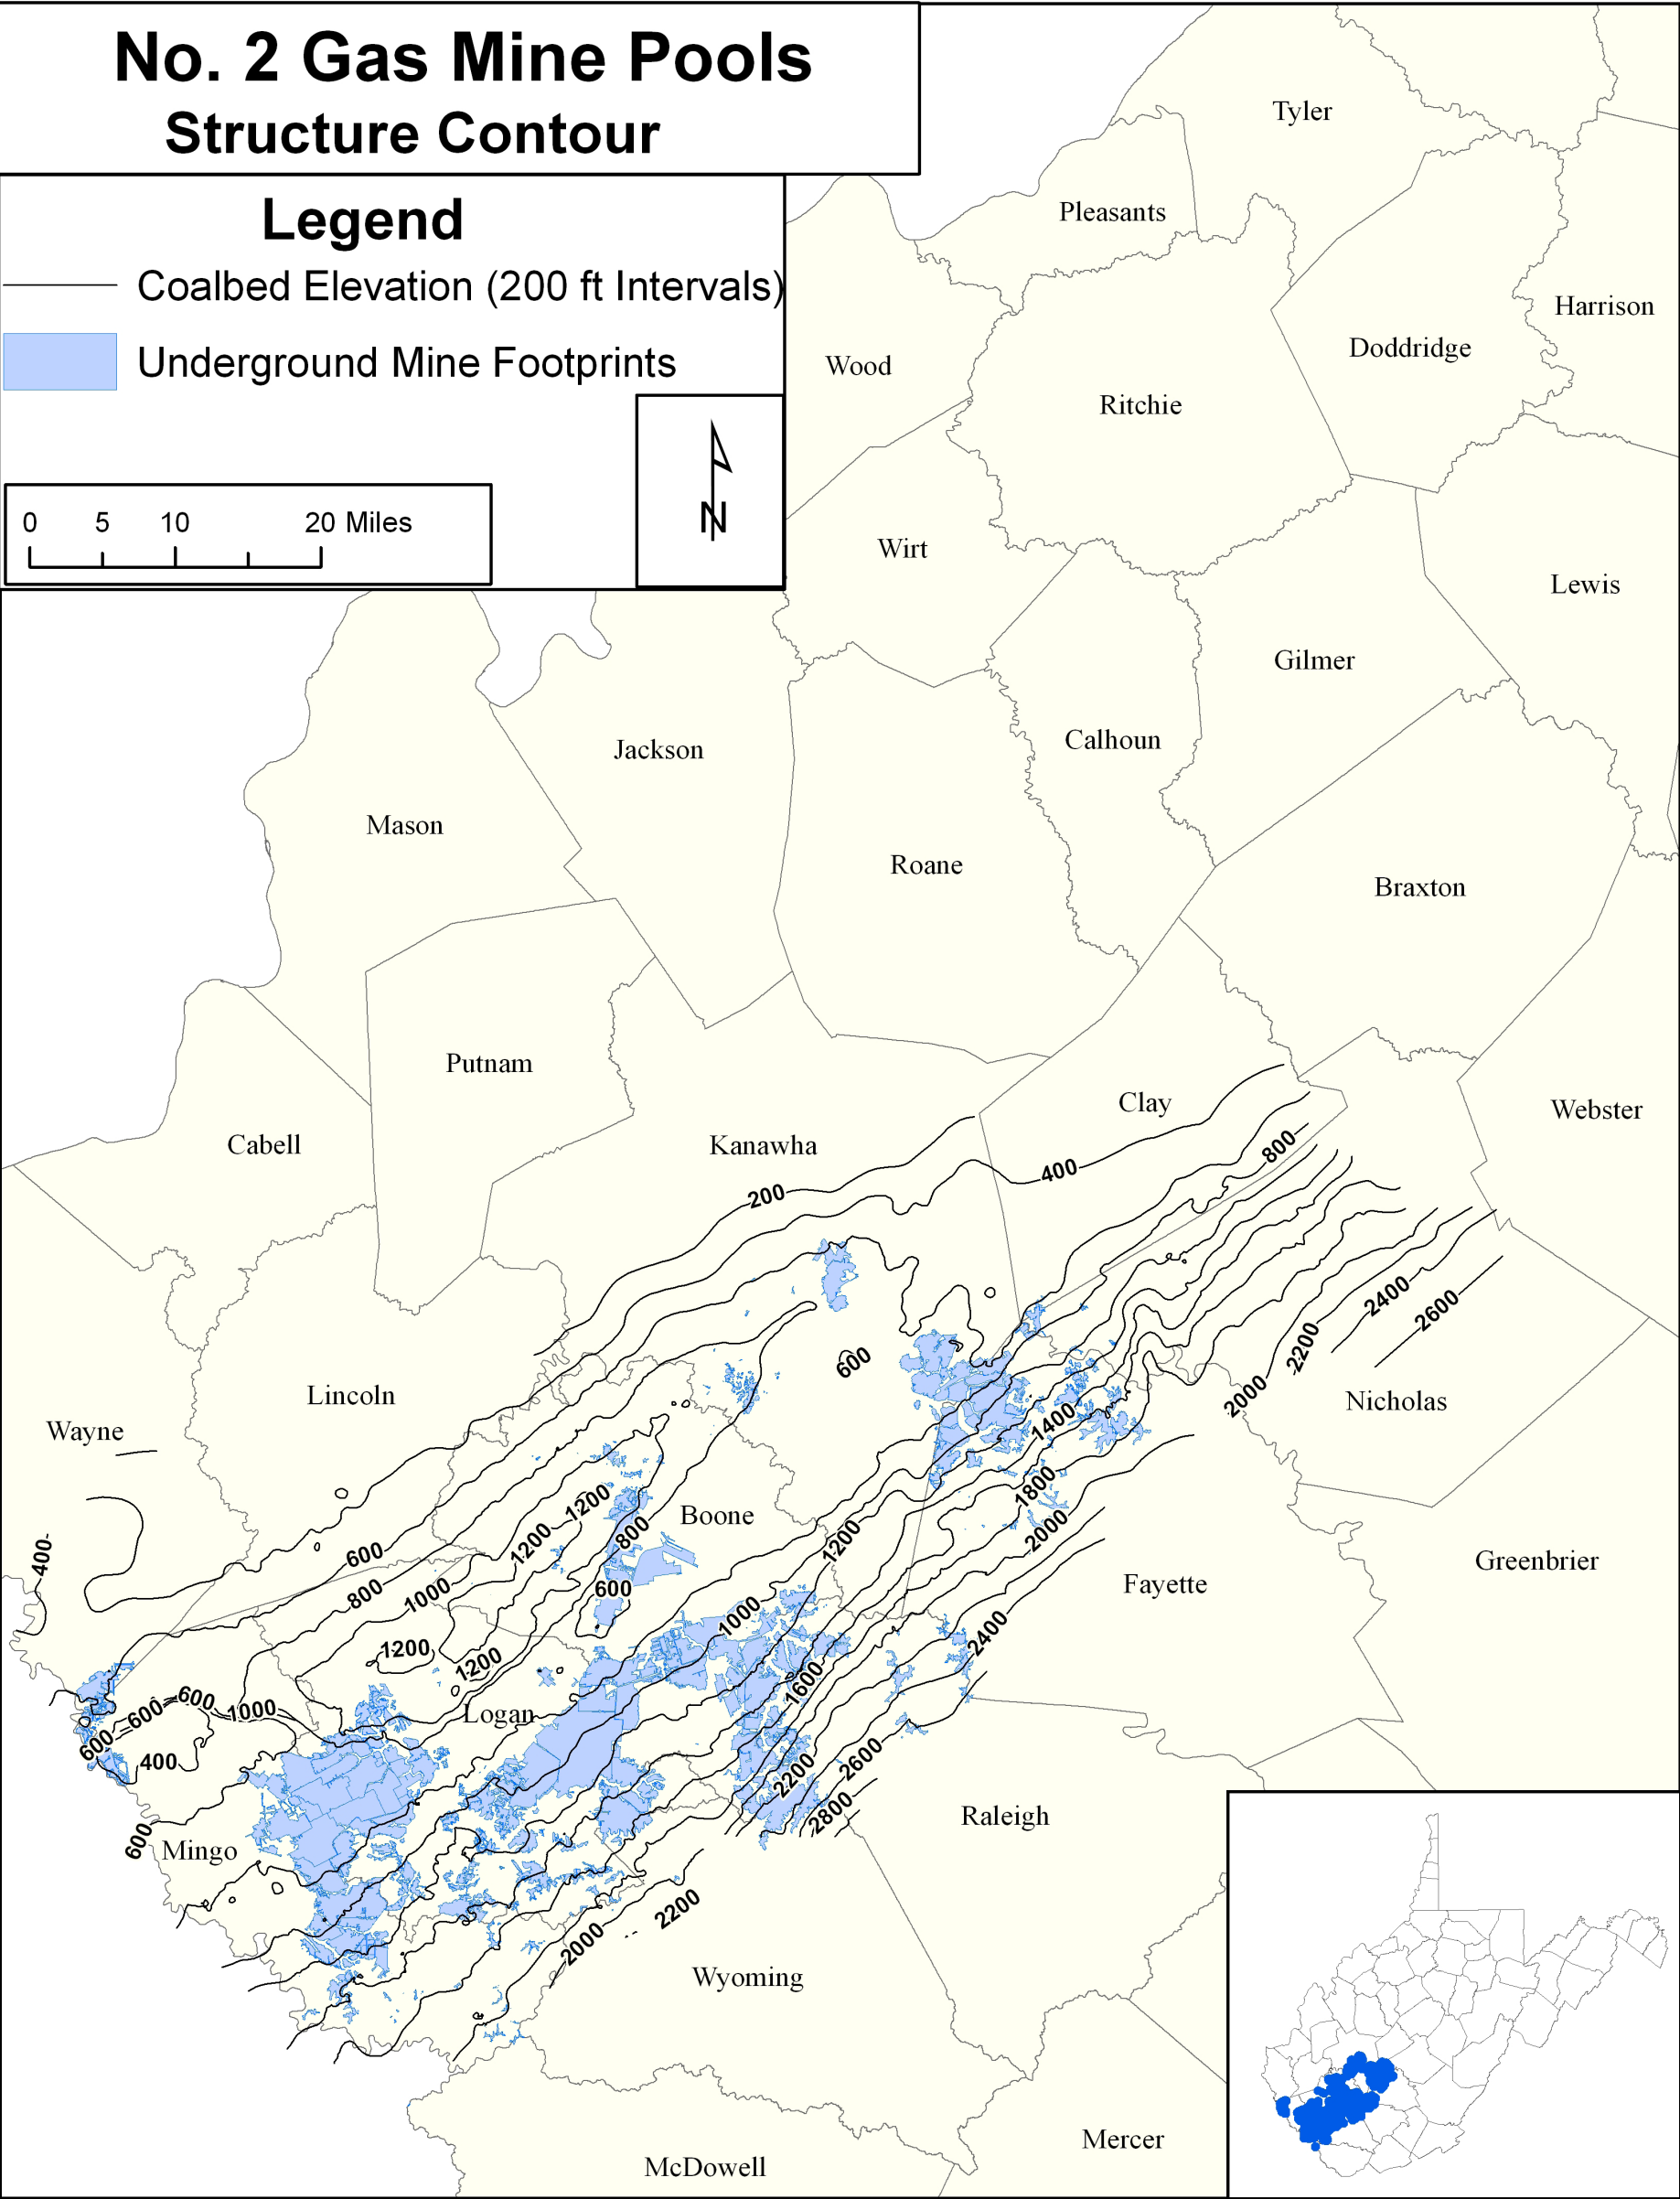 No. 2 Gas Mine Pools
Structure Contour
Legend
Coalbed Elevation (200 ft Intervals)
Underground Mine Footprints
0 5 10 20 Miles
N
Tyler
Pleasants
Harrison
Doddridge
Wood
Ritchie
Wirt
Lewis
Gilmer
Calhoun
Jackson
Mason
Roane
Braxton
Putnam
Clay
Webster
Cabell
Kanawha
800
400
200
2400
2600
2200
600
2000
Lincoln
Nicholas
1400
Wayne
1800
1200
Boone
2000
800
1200
1200
400
600
Greenbrier
600
Fayette
800
1000
1000
2400
1200
1200
1600
600
600
1000
Logan
600
400
2600
2200
2800
Raleigh
600
Mingo
2200
2000
Wyoming
Mercer
McDowell